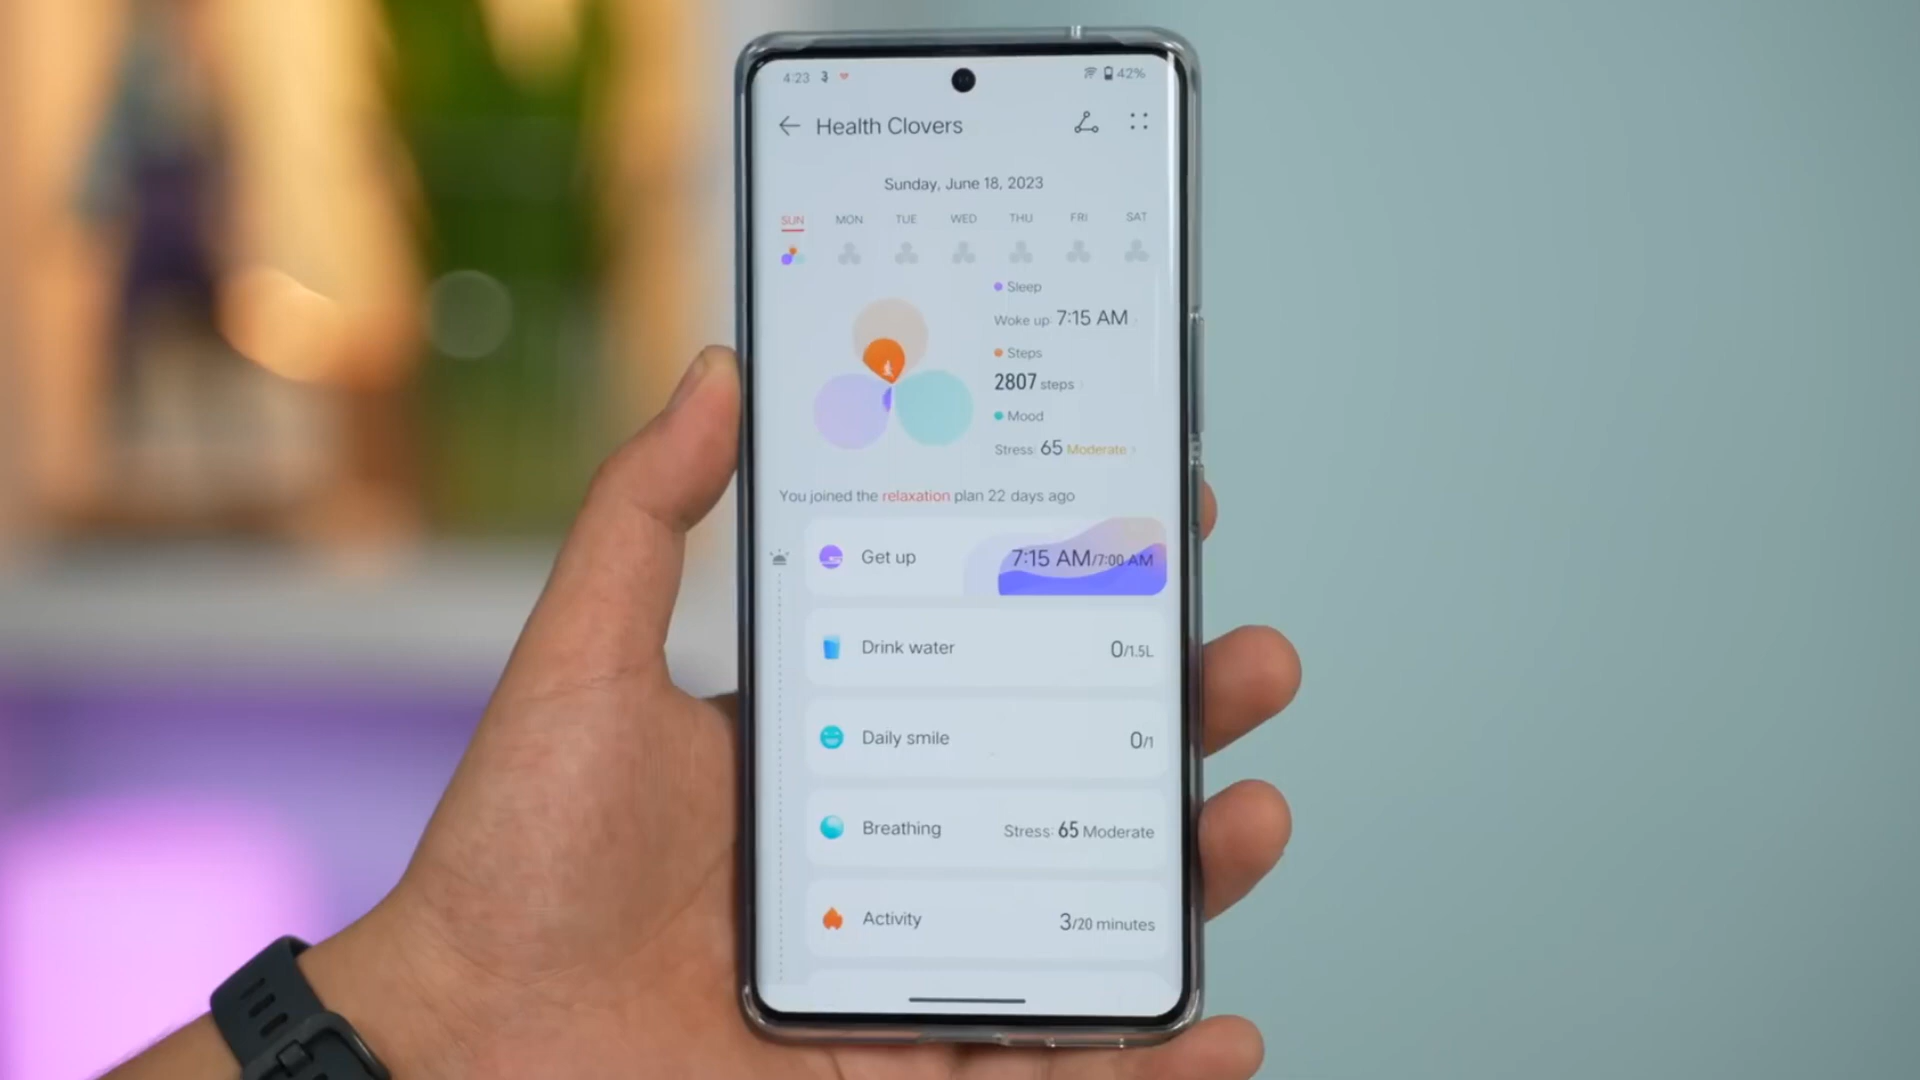 4:23 42%
Health Clovers
Sunday, June 18, 2023
SUN MON TUE WED THU FRI SAT
Sleep
Woke up: 7:15 AM
Steps
2807 steps
Mood
Stress: 65 Moderate
You joined the relaxation plan 22 days ago
Get up 7:15 AM/7:00 AM
Drink water 0/1.5L
Daily smile 0/1
Breathing Stress: 65 Moderate
Activity 3/20 minutes